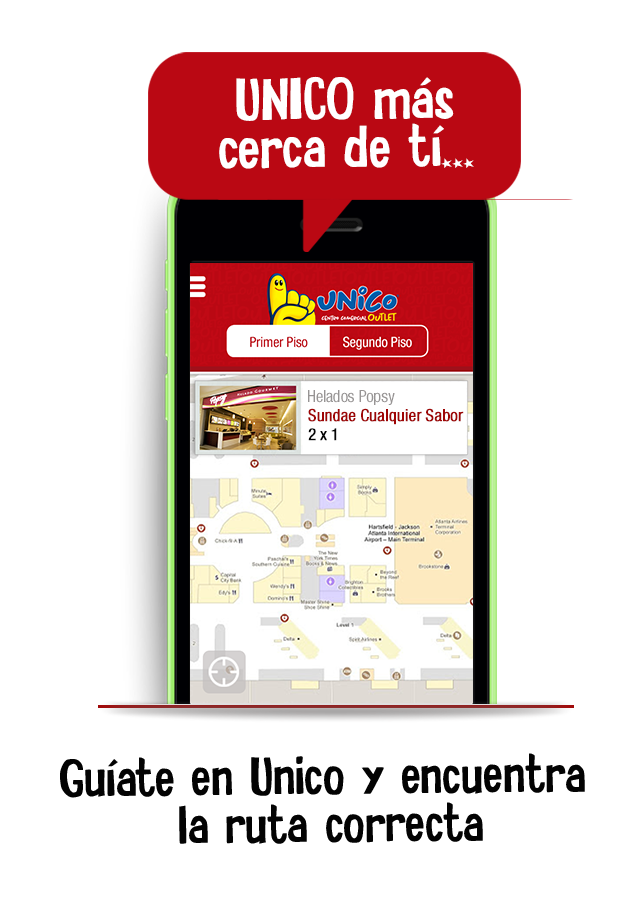 UNICO más
cerca de tí...
UNiCo
CENTRO COMERCIAL OUTLET
Primer Piso
Segundo Piso
Popsy
HELADO GOURMET
Helados Popsy
Sundae Cualquier Sabor
2 x 1
Minute
Suites
Simply
Books
Hartsfield - Jackson
Atlanta International
Airport – Main Terminal
Atlanta Airlines
Terminal
Corporation
Chick-fil-A
Paschal's
Southern Cuisine
The New
York Times
Books & News
Brookstone
Capital
City Bank
Edy's
Wendy's
Domino's
Brighton
Collectibles
Beyond
the Reef
Brooks
Brothers
Master Shoe
Shoe Shine
Level 1
Delta
Spirit Airlines
Delta
Guíate en Unico y encuentra
la ruta correcta